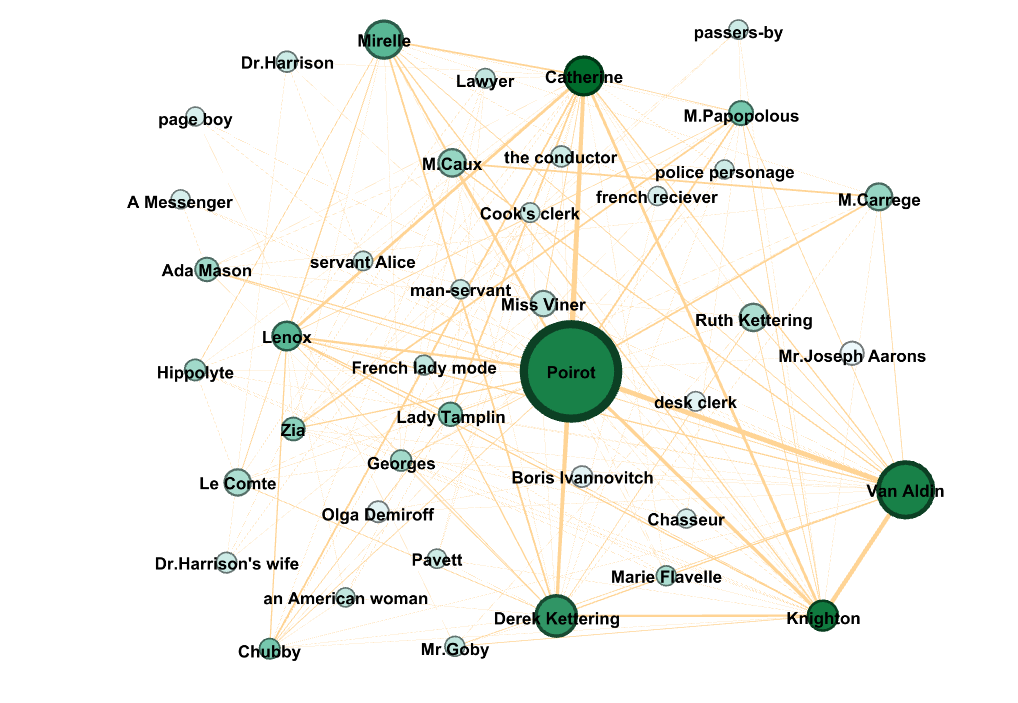 passers-by
Mirelle
Dr.Harrison
Lawyer
Catherine
M.Papopolous
page boy
M.Caux
the conductor
police personage
french reciever
M.Carrege
A Messenger
Cook's clerk
servant Alice
Ada Mason
man-servant
Miss Viner
Ruth Kettering
Lenox
Mr.Joseph Aarons
Hippolyte
French lady mode
Poirot
desk clerk
Lady Tamplin
Zia
Georges
Le Comte
Boris Ivannovitch
Van Aldin
Olga Demiroff
Chasseur
Dr.Harrison's wife
Pavett
Marie Flavelle
an American woman
Derek Kettering
Knighton
Chubby
Mr.Goby